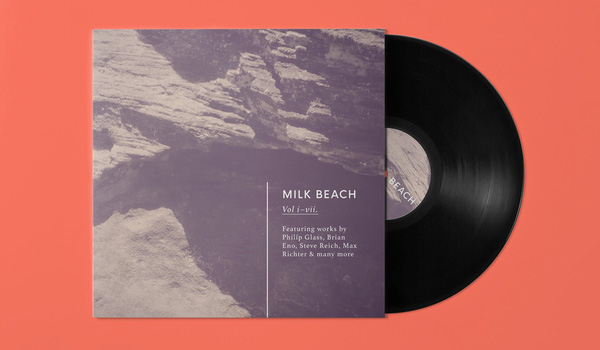 MILK BEACH
Vol i–vii.
Featuring works by
Philip Glass, Brian
Eno, Steve Reich, Max
Richter & many more
BEACH